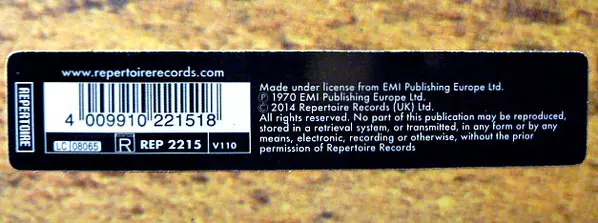 www.repertoirerecords.com
REPERTOIRE
4 009910 221518
LC 08065
R REP 2215 V110
Made under license from EMI Publishing Europe Ltd.
℗ 1970 EMI Publishing Europe Ltd.
© 2014 Repertoire Records (UK) Ltd.
All rights reserved. No part of this publication may be reproduced,
stored in a retrieval system, or transmitted, in any form or by any
means, electronic, recording or otherwise, without the prior
permission of Repertoire Records